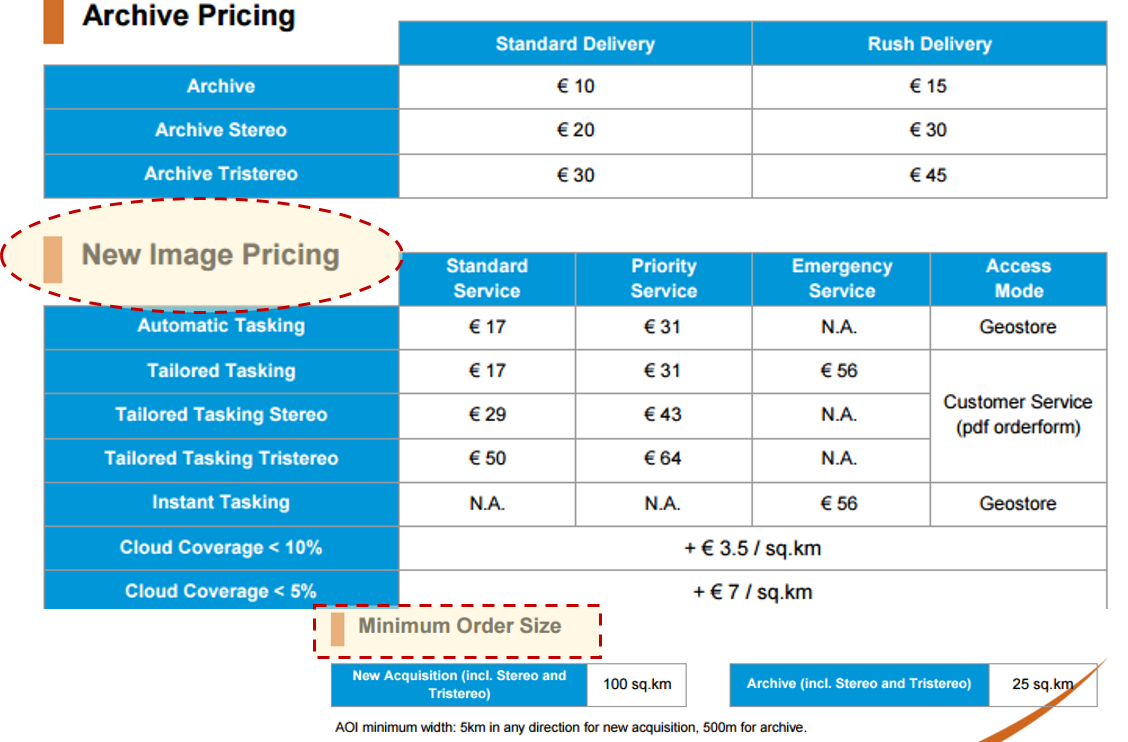 Archive Pricing
Standard Delivery Rush Delivery
Archive € 10 € 15
Archive Stereo € 20 € 30
Archive Tristereo € 30 € 45
New Image Pricing
Standard Service Priority Service Emergency Service Access Mode
Automatic Tasking € 17 € 31 N.A. Geostore
Tailored Tasking € 17 € 31 € 56
Customer Service
(pdf orderform)
Tailored Tasking Stereo € 29 € 43 N.A.
Tailored Tasking Tristereo € 50 € 64 N.A.
Instant Tasking N.A. N.A. € 56 Geostore
Cloud Coverage < 10% + € 3.5 / sq.km
Cloud Coverage < 5% + € 7 / sq.km
Minimum Order Size
New Acquisition (incl. Stereo and
Tristereo) 100 sq.km
Archive (incl. Stereo and Tristereo) 25 sq.km
AOI minimum width: 5km in any direction for new acquisition, 500m for archive.